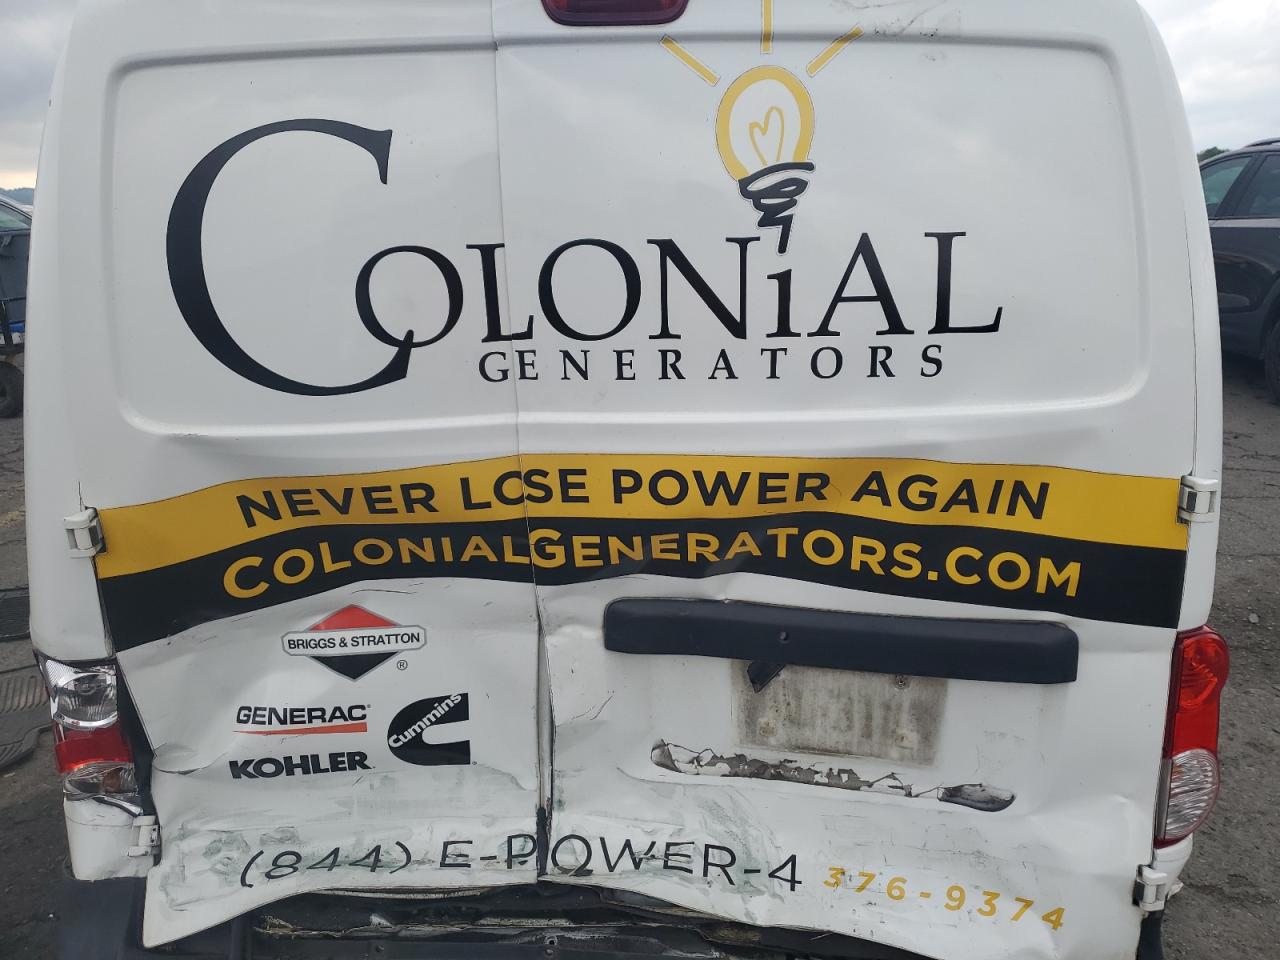 COLONiAL
GENERATORS
NEVER LOSE POWER AGAIN
COLONIALGENERATORS.COM
BRIGGS & STRATTON
®
GENERAC®
Cummins
KOHLER
(844) E-POWER-4 376-9374